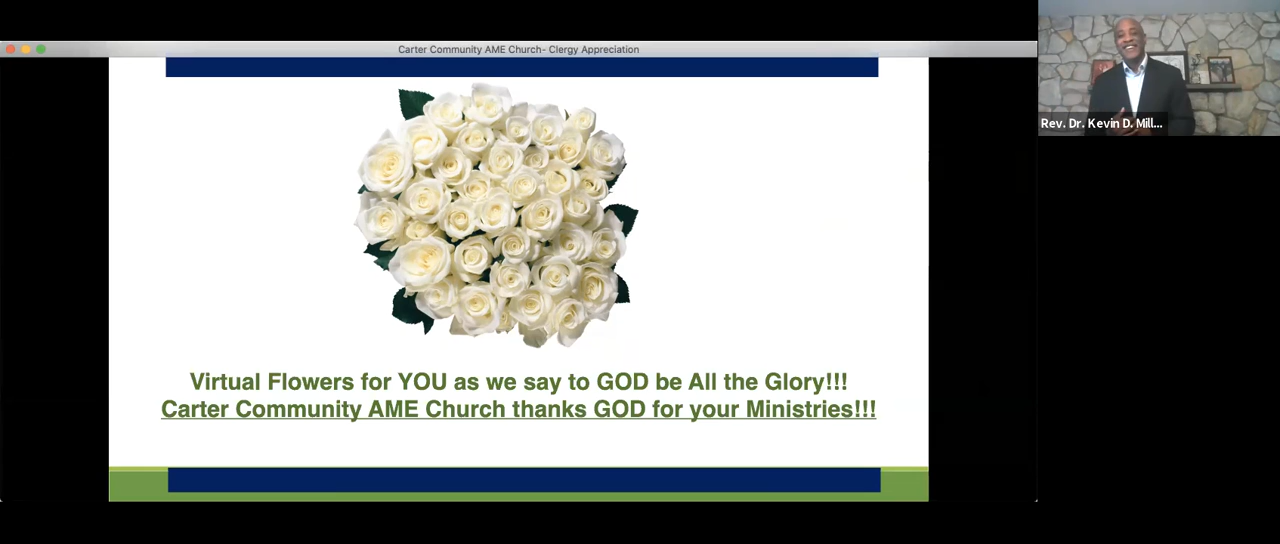 Carter Community AME Church- Clergy Appreciation
Rev. Dr. Kevin D. Mill...
Virtual Flowers for YOU as we say to GOD be All the Glory!!!
Carter Community AME Church thanks GOD for your Ministries!!!